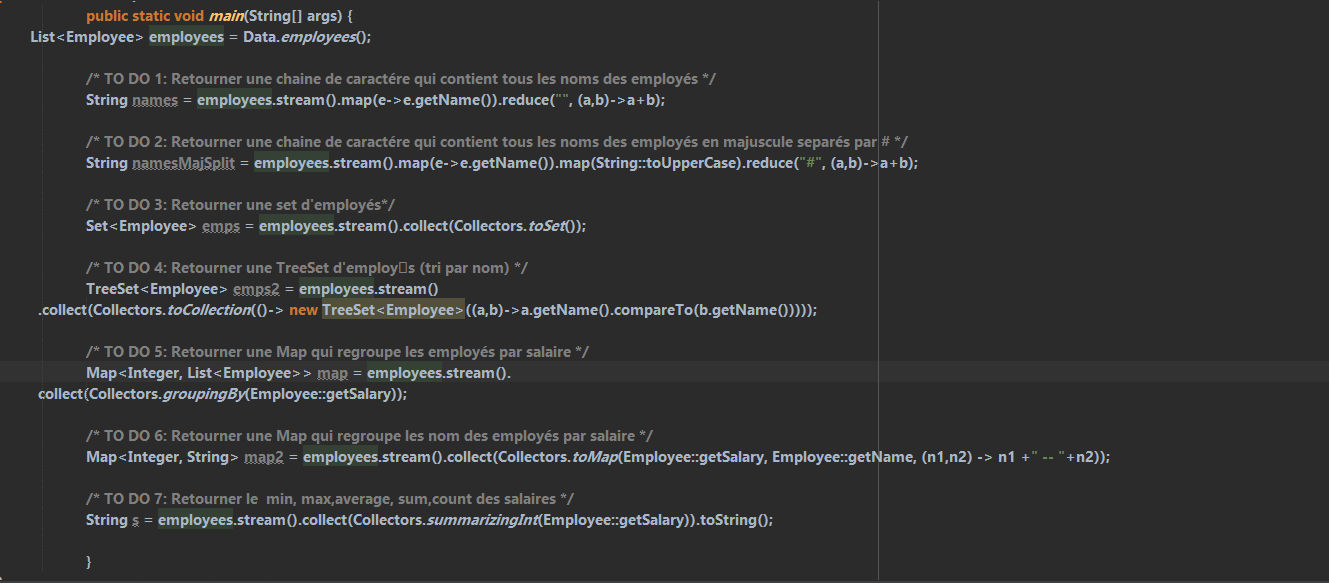 public static void main(String[] args) {
List<Employee> employees = Data.employees();
/* TO DO 1: Retourner une chaine de caractére qui contient tous les noms des employés */
String names = employees.stream().map(e->e.getName()).reduce("", (a,b)->a+b);
/* TO DO 2: Retourner une chaine de caractére qui contient tous les noms des employés en majuscule separés par # */
String namesMajSplit = employees.stream().map(e->e.getName()).map(String::toUpperCase).reduce("#", (a,b)->a+b);
/* TO DO 3: Retourner une set d'employés*/
Set<Employee> emps = employees.stream().collect(Collectors.toSet());
/* TO DO 4: Retourner une TreeSet d'employ▯s (tri par nom) */
TreeSet<Employee> emps2 = employees.stream()
.collect(Collectors.toCollection(()-> new TreeSet<Employee>((a,b)->a.getName().compareTo(b.getName()))));
/* TO DO 5: Retourner une Map qui regroupe les employés par salaire */
Map<Integer, List<Employee>> map = employees.stream().
collect(Collectors.groupingBy(Employee::getSalary));
/* TO DO 6: Retourner une Map qui regroupe les nom des employés par salaire */
Map<Integer, String> map2 = employees.stream().collect(Collectors.toMap(Employee::getSalary, Employee::getName, (n1,n2) -> n1 +" -- "+n2));
/* TO DO 7: Retourner le  min, max,average, sum,count des salaires */
String s = employees.stream().collect(Collectors.summarizingInt(Employee::getSalary)).toString();
}